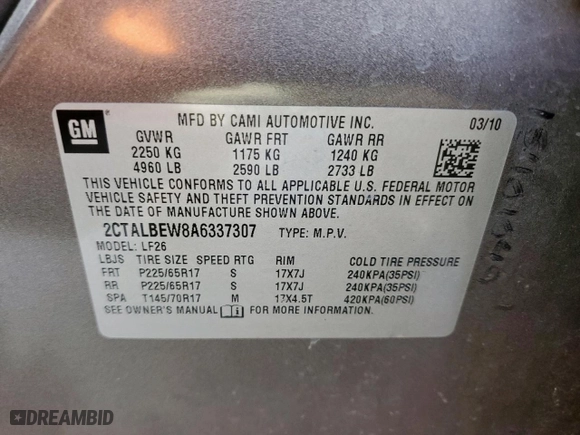 GM
MFD BY CAMI AUTOMOTIVE INC. 03/10
GVWR GAWR FRT GAWR RR
2250 KG 1175 KG 1240 KG
4960 LB 2590 LB 2733 LB
THIS VEHICLE CONFORMS TO ALL APPLICABLE U.S. FEDERAL MOTOR
VEHICLE SAFETY AND THEFT PREVENTION STANDARDS IN EFFECT ON
THE DATE OF MANUFACTURE SHOWN ABOVE.
2CTALBEW8A6337307 TYPE: M.P.V.
MODEL: LF26
LBJS TIRE SIZE SPEED RTG RIM COLD TIRE PRESSURE
FRT P225/65R17 S 17X7J 240KPA(35PSI)
RR P225/65R17 S 17X7J 240KPA(35PSI)
SPA T145/70R17 M 17X4.5T 420KPA(60PSI)
SEE OWNER'S MANUAL FOR MORE INFORMATION.
DREAMBID